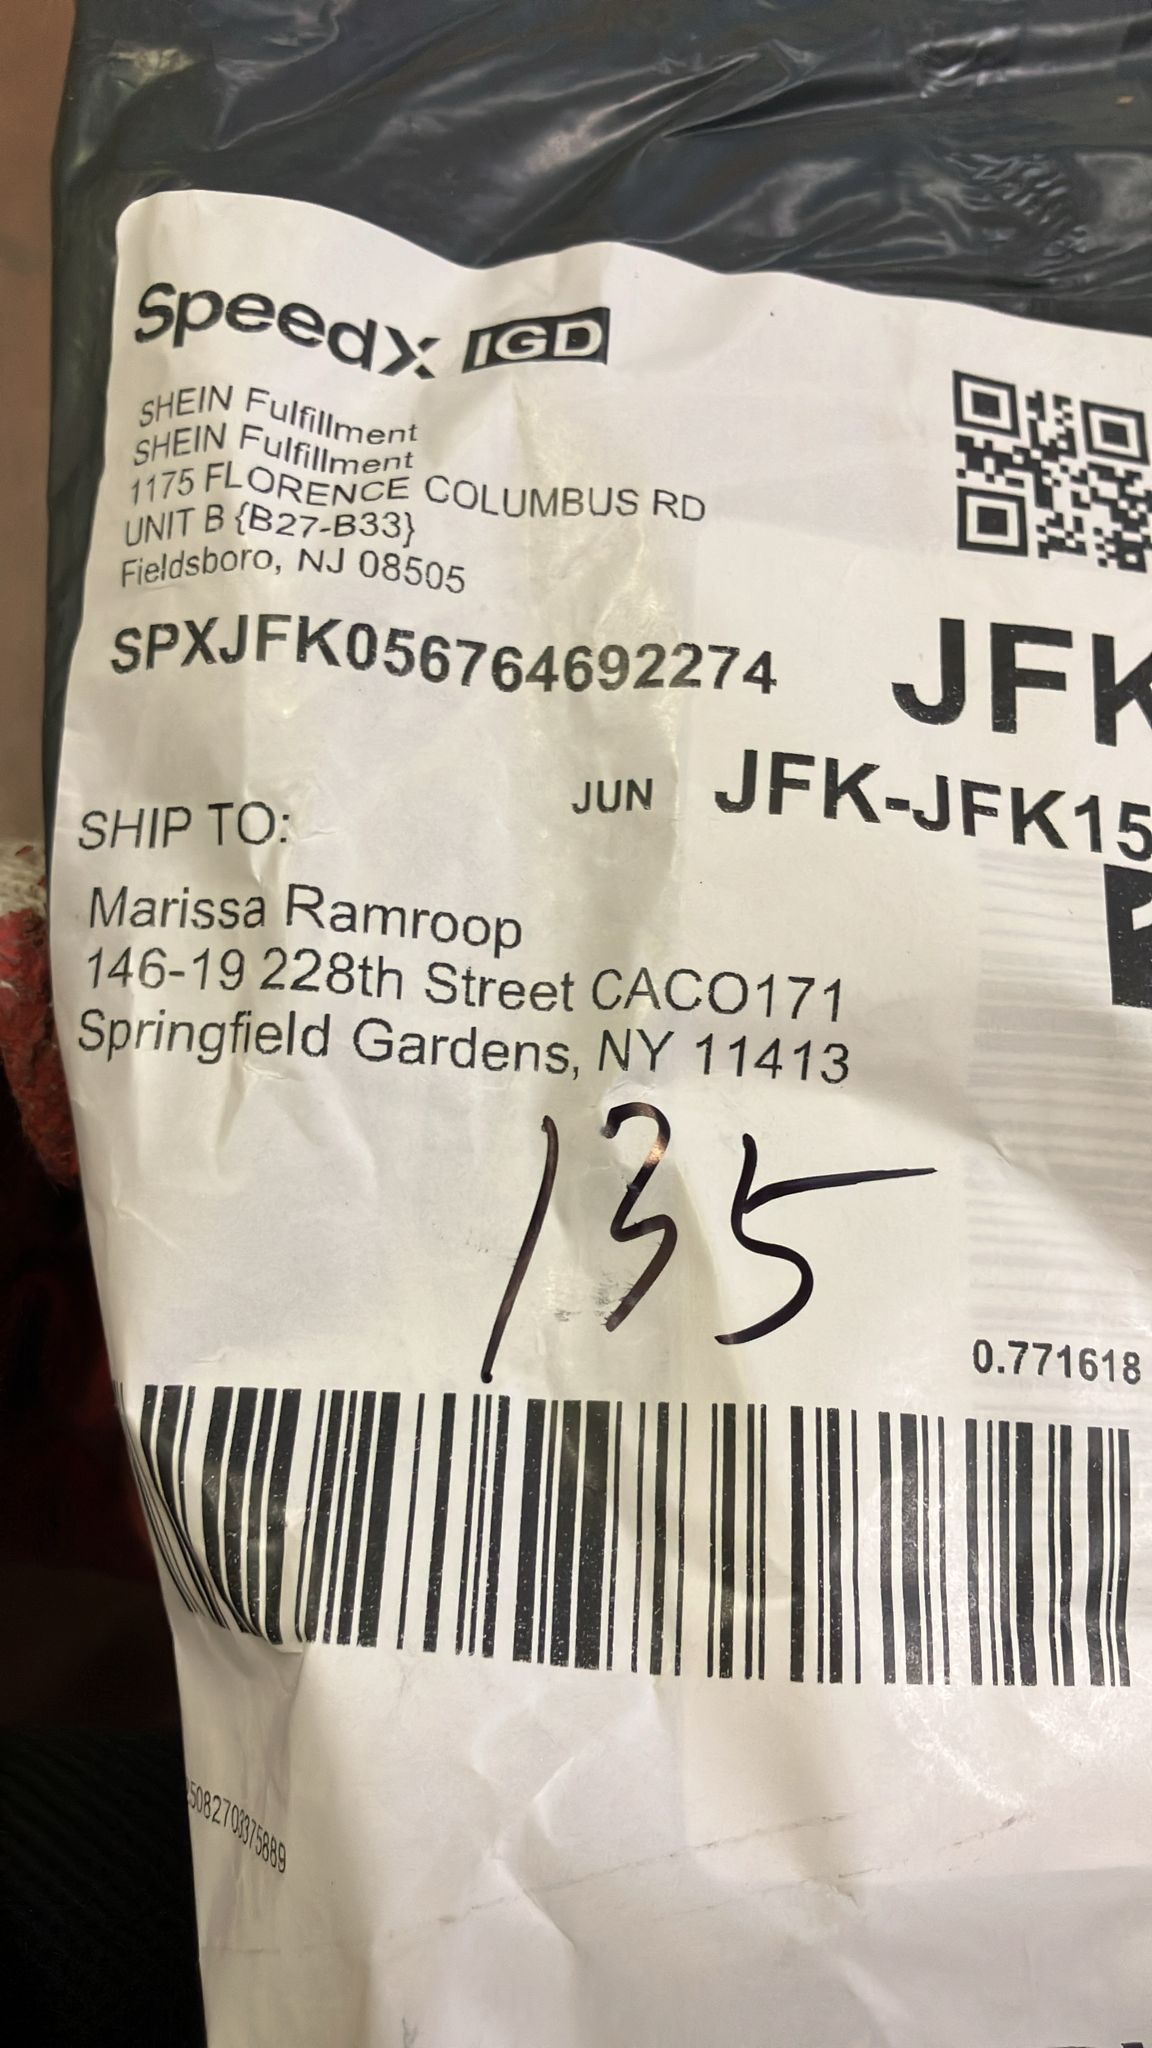 SpeedX IGD
SHEIN Fulfillment
SHEIN Fulfillment
1175 FLORENCE COLUMBUS RD
UNIT B {B27-B33}
Fieldsboro, NJ 08505
SPXJFK056764692274
JFK
JUN JFK-JFK15
SHIP TO:
Marissa Ramroop
146-19 228th Street CACO171
Springfield Gardens, NY 11413
135
0.771618
5082703375889